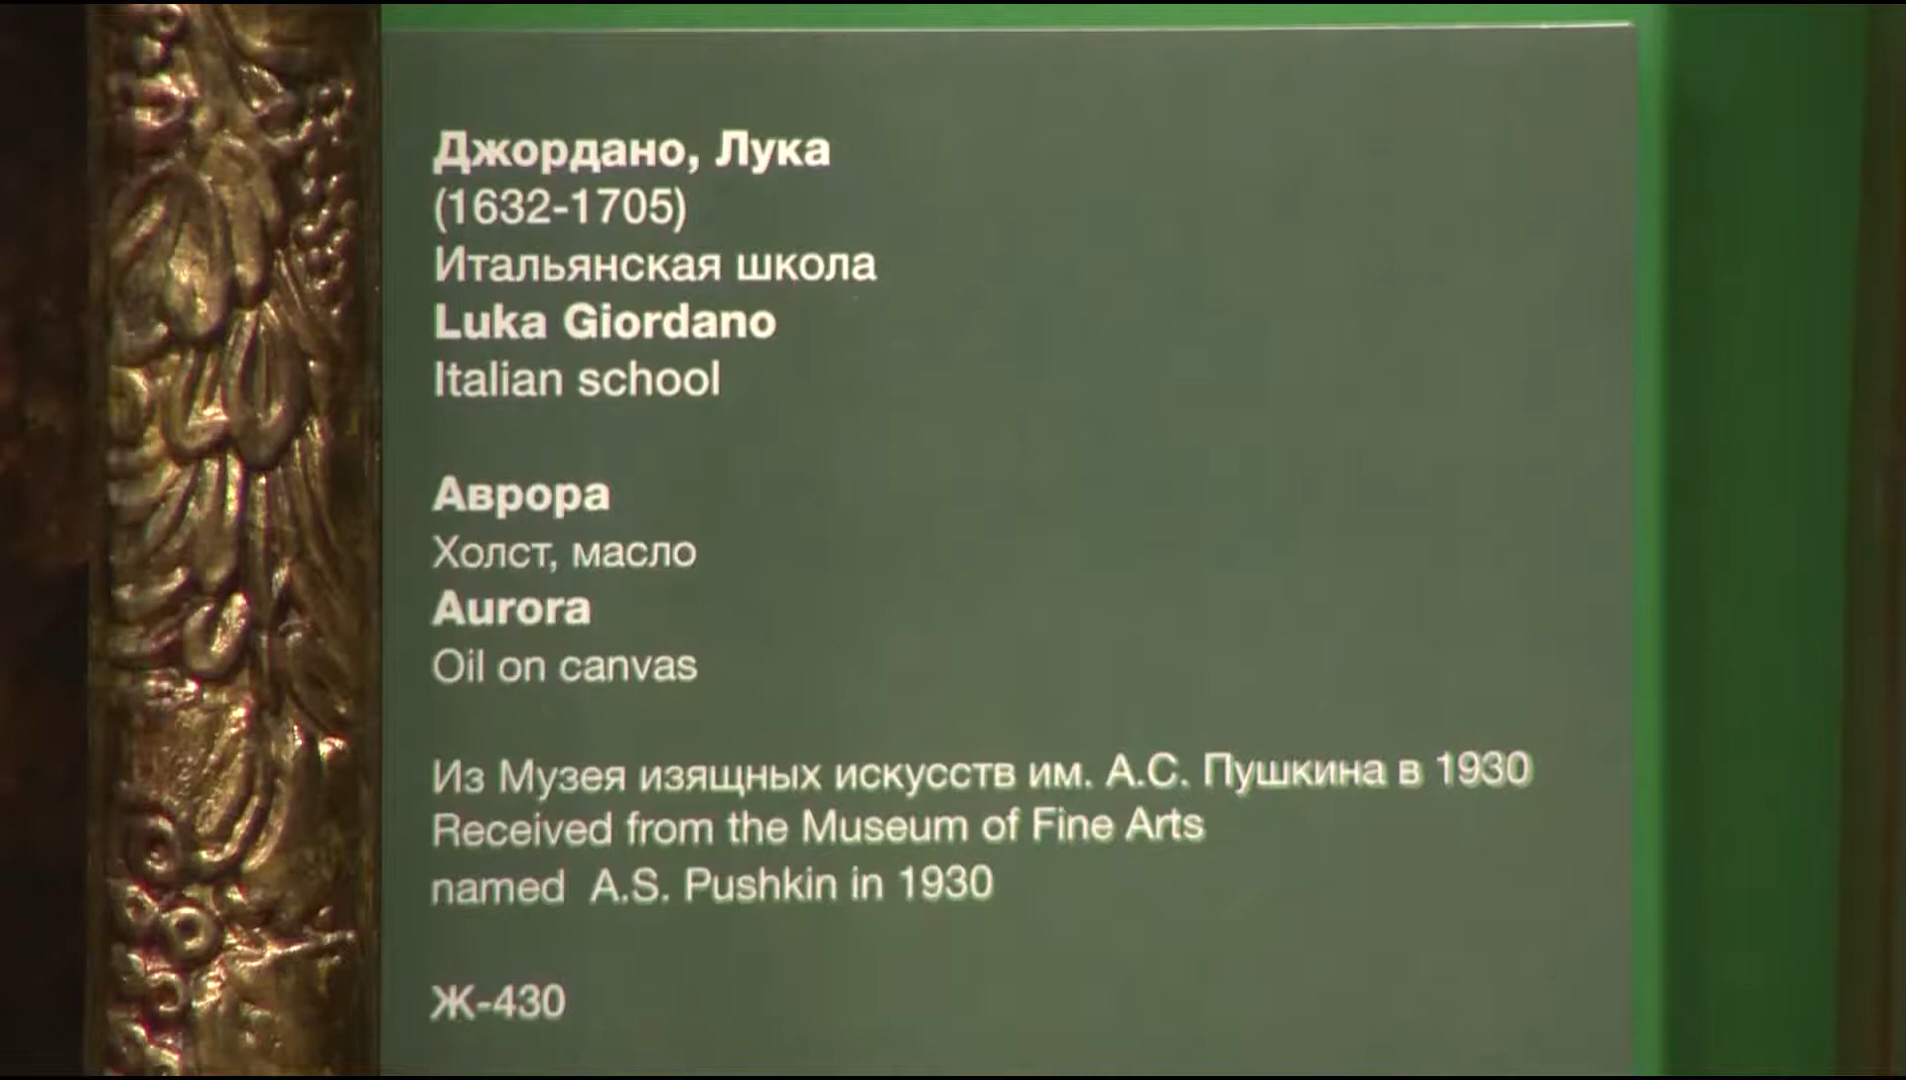 Джордано, Лука
(1632-1705)
Итальянская школа
Luka Giordano
Italian school
Аврора
Холст, масло
Aurora
Oil on canvas
Из Музея изящных искусств им. А.С. Пушкина в 1930
Received from the Museum of Fine Arts
named A.S. Pushkin in 1930
Ж-430